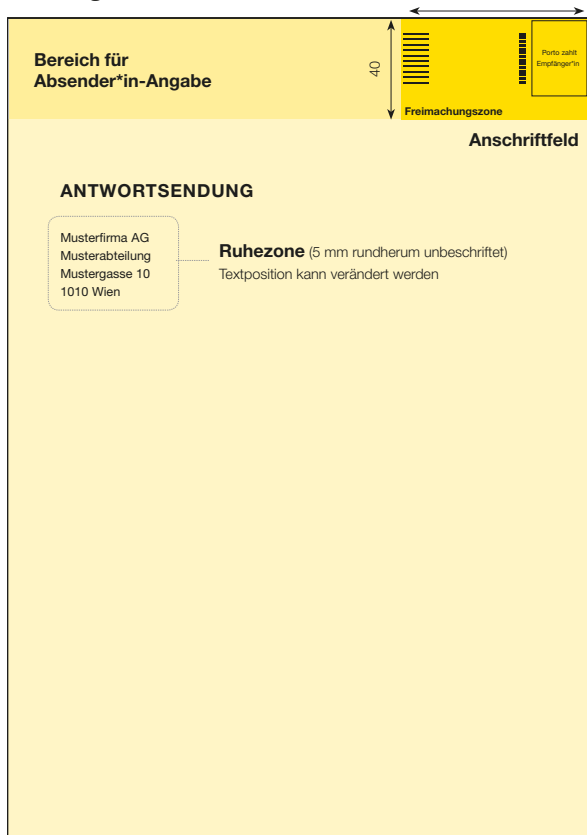 Bereich für
Absender*in-Angabe
40
Porto zahlt
Empfänger*in
Freimachungszone
Anschriftfeld
ANTWORTSENDUNG
Musterfirma AG
Musterabteilung
Mustergasse 10
1010 Wien
Ruhezone (5 mm rundherum unbeschriftet)
Textposition kann verändert werden